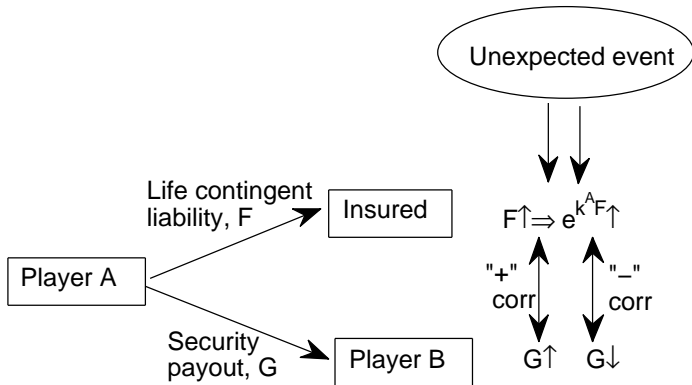 Unexpected event
Life contingent
liability, F
Insured
F↑⇒ e^{k^A F}↑
Player A
"+"
corr
"−"
corr
Security
payout, G
Player B
G↑ G↓